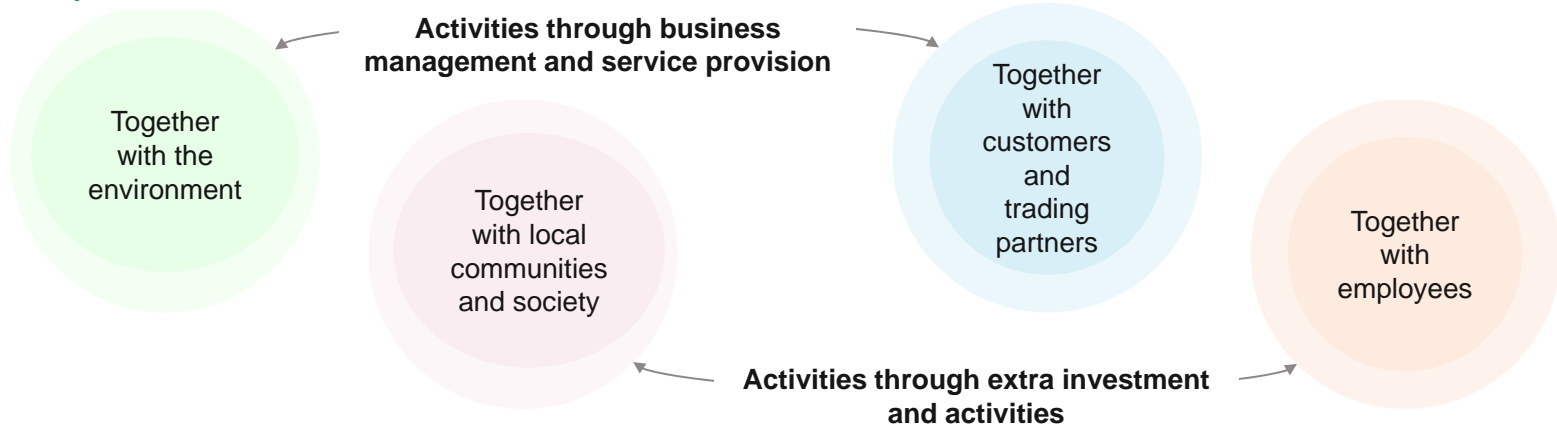 Activities through business
management and service provision
Together
with the
environment
Together
with local
communities
and society
Together
with
customers
and
trading
partners
Together
with
employees
Activities through extra investment
and activities